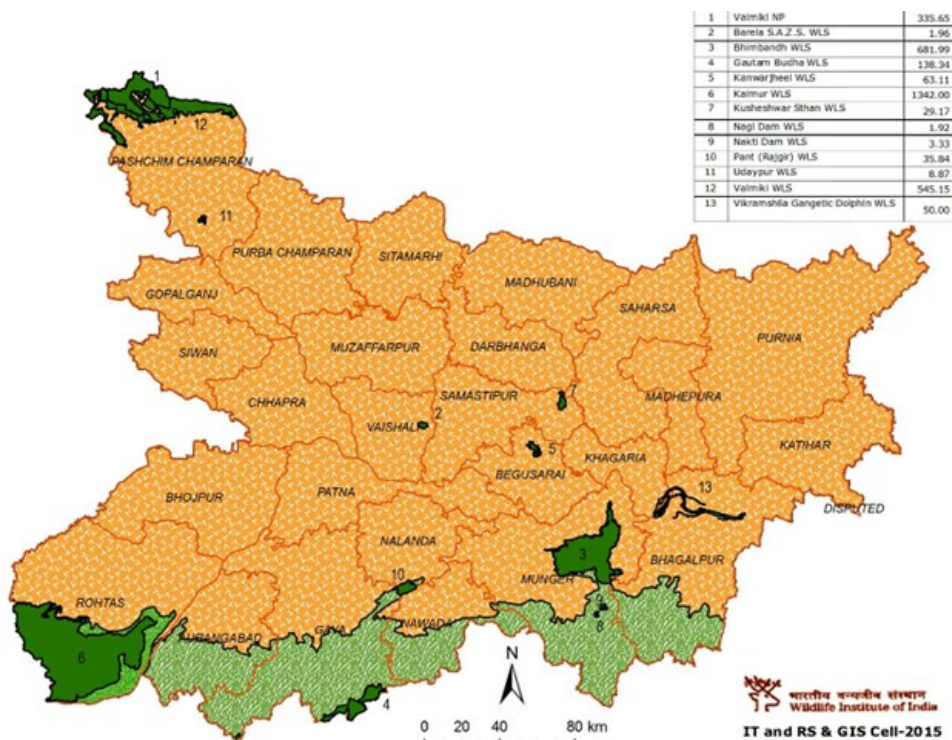 1 Valmiki NP 335.65
2 Barela S.A.Z.S. WLS 1.96
3 Bhimbandh WLS 681.99
4 Gautam Budha WLS 138.34
5 Kanwarjheel WLS 63.11
6 Kaimur WLS 1342.00
7 Kusheshwar Sthan WLS 29.17
8 Nagi Dam WLS 1.92
9 Nakti Dam WLS 3.33
10 Pant (Rajgir) WLS 35.84
11 Udaypur WLS 8.87
12 Valmiki WLS 545.15
13 Vikramshila Gangetic Dolphin WLS 50.00
1
12
PASHCHIM CHAMPARAN
11
PURBA CHAMPARAN
SITAMARHI
MADHUBANI
GOPALGANJ
SAHARSA
PURNIA
SIWAN
MUZAFFARPUR
DARBHANGA
CHHAPRA
SAMASTIPUR
7
MADHEPURA
VAISHALI
2
5
KATIHAR
BEGUSARAI
KHAGARIA
BHOJPUR
PATNA
13
DISPUTED
NALANDA
3
BHAGALPUR
MUNGER
10
ROHTAS
9
8
AURANGABAD
GAYA
NAWADA
6
4
N
0 20 40 80 km
भारतीय वन्यजीव संस्थान
Wildlife Institute of India
IT and RS & GIS Cell-2015